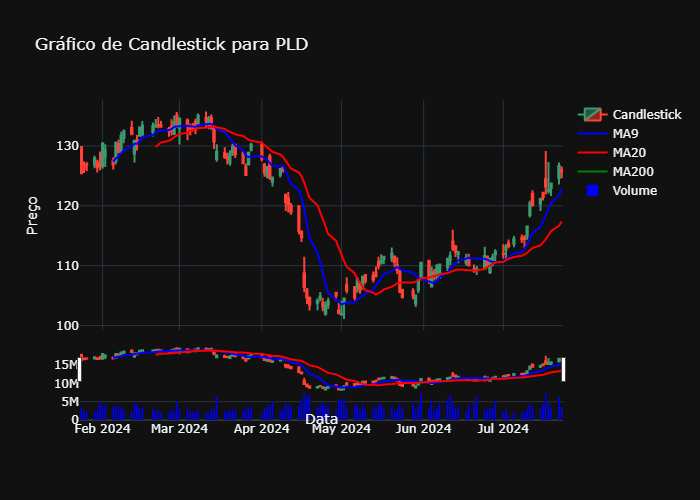 Gráfico de Candlestick para PLD
Candlestick
MA9
MA20
MA200
Volume
Preço
130
120
110
100
15M
10M
5M
0
Data
Feb 2024 Mar 2024 Apr 2024 May 2024 Jun 2024 Jul 2024